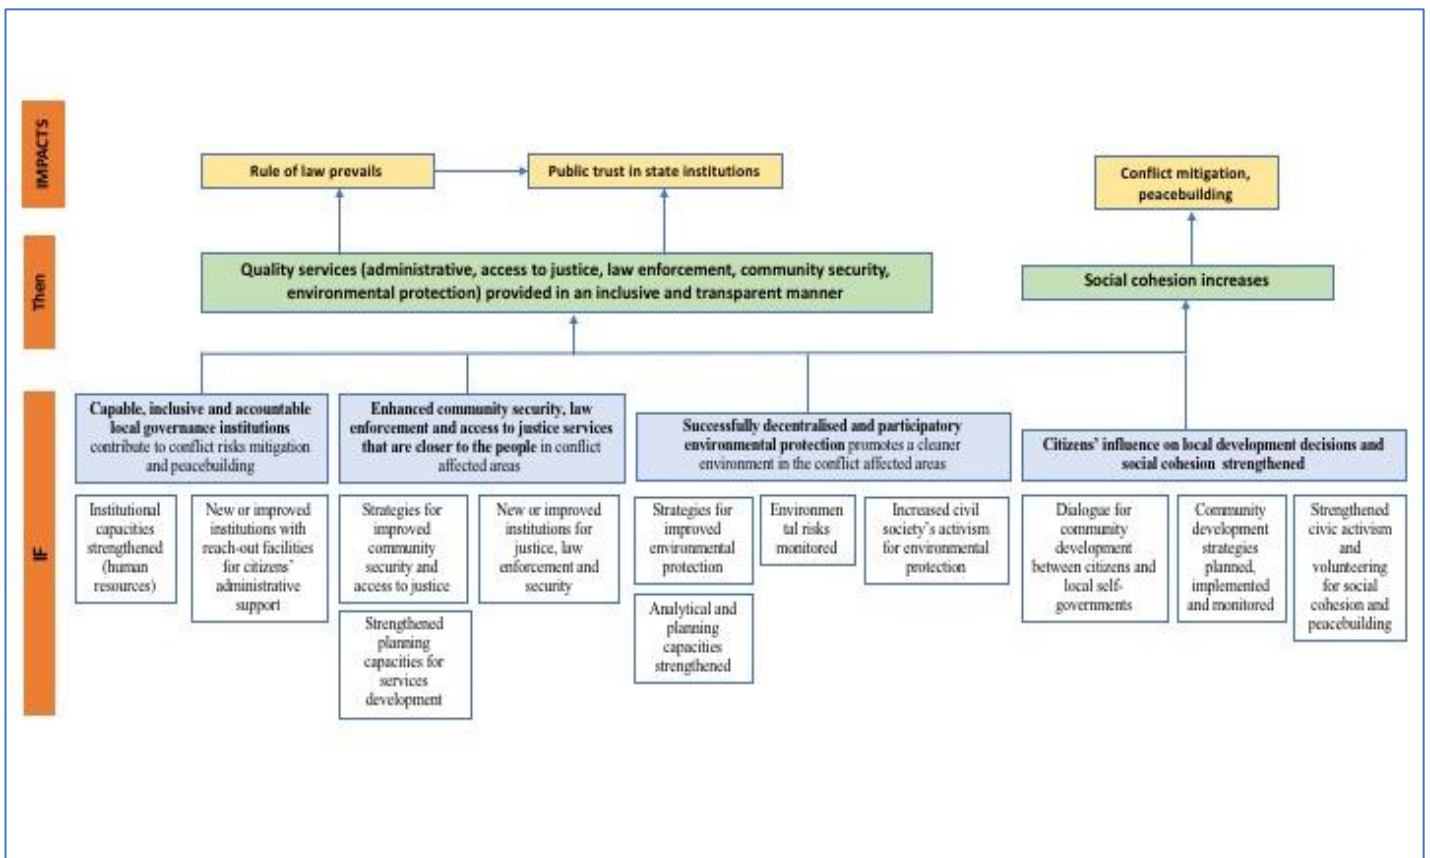 IMPACTS
Rule of law prevails
Public trust in state institutions
Conflict mitigation,
peacebuilding
Then
Quality services (administrative, access to justice, law enforcement, community security,
environmental protection) provided in an inclusive and transparent manner
Social cohesion increases
IF
Capable, inclusive and accountable
local governance institutions
contribute to conflict risks mitigation
and peacebuilding
Enhanced community security, law
enforcement and access to justice services
that are closer to the people in conflict
affected areas
Successfully decentralised and participatory
environmental protection promotes a cleaner
environment in the conflict affected areas
Citizens' influence on local development decisions and
social cohesion strengthened
Institutional
capacities
strengthened
(human
resources)
New or improved
institutions with
reach-out facilities
for citizens'
administrative
support
Strategies for
improved
community
security and
access to justice
New or improved
institutions for
justice, law
enforcement and
security
Strengthened
planning
capacities for
services
development
Strategies for
improved
environmental
protection
Environmen
tal risks
monitored
Increased civil
society's activism
for environmental
protection
Analytical and
planning
capacities
strengthened
Dialogue for
community
development
between citizens and
local self-
governments
Community
development
strategies
planned,
implemented
and monitored
Strengthened
civic activism
and
volunteering
for social
cohesion and
peacebuilding